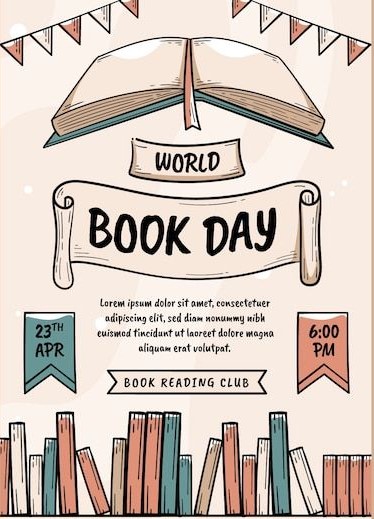 WORLD
BOOK DAY
Lorem ipsum dolor sit amet, consectetuer
adipiscing elit, sed diam nonummy nibh
euismod tincidunt ut laoreet dolore magna
aliquam erat volutpat.
23TH
APR
6:00
PM
BOOK READING CLUB